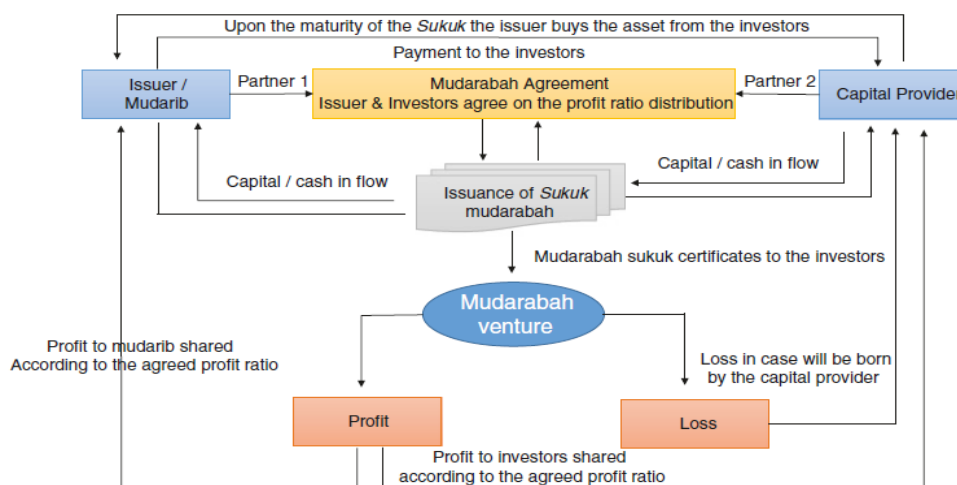 Upon the maturity of the Sukuk the issuer buys the asset from the investors
Payment to the investors
Issuer /
Mudarib
Partner 1
Mudarabah Agreement
Issuer & Investors agree on the profit ratio distribution
Partner 2
Capital Provider
Capital / cash in flow
Issuance of Sukuk
mudarabah
Capital / cash in flow
Mudarabah sukuk certificates to the investors
Mudarabah
venture
Profit to mudarib shared
According to the agreed profit ratio
Loss in case will be born
by the capital provider
Profit
Loss
Profit to investors shared
according to the agreed profit ratio